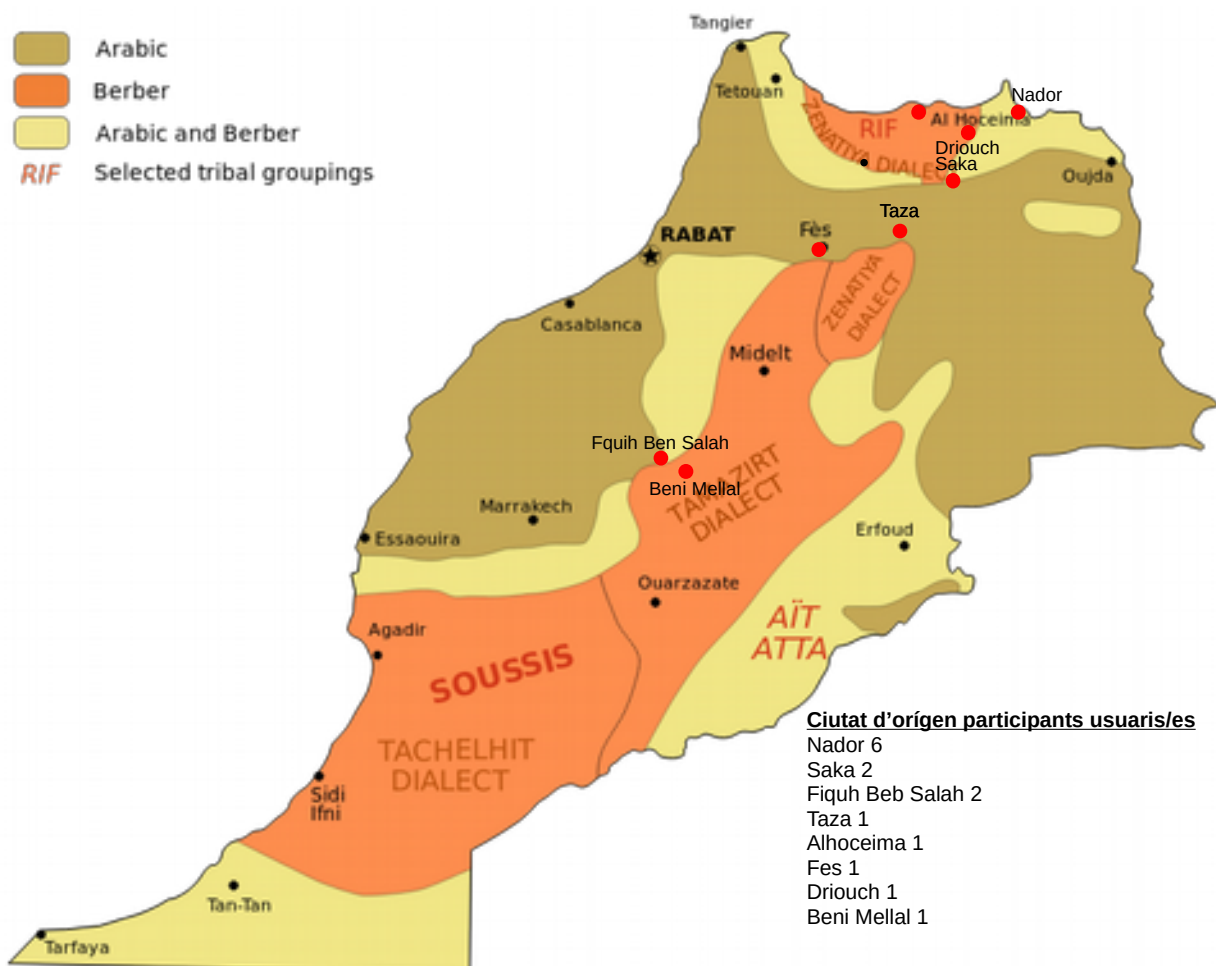 Arabic
Berber
Arabic and Berber
RIF
Selected tribal groupings
Tangier
Tetouan
RIF
ZENATIYA DIALECT
Al Hoceima
Nador
Driouch
Saka
Oujda
Taza
Fès
RABAT
Casablanca
ZENATIYA
DIALECT
Midelt
Fquih Ben Salah
Beni Mellal
TAMAZIRT
DIALECT
Marrakech
Essaouira
Erfoud
Ouarzazate
AÏT
ATTA
Agadir
SOUSSIS
TACHELHIT
DIALECT
Sidi
Ifni
Tan-Tan
Tarfaya
Ciutat d’orígen participants usuaris/es
Nador 6
Saka 2
Fiquh Beb Salah 2
Taza 1
Alhoceima 1
Fes 1
Driouch 1
Beni Mellal 1